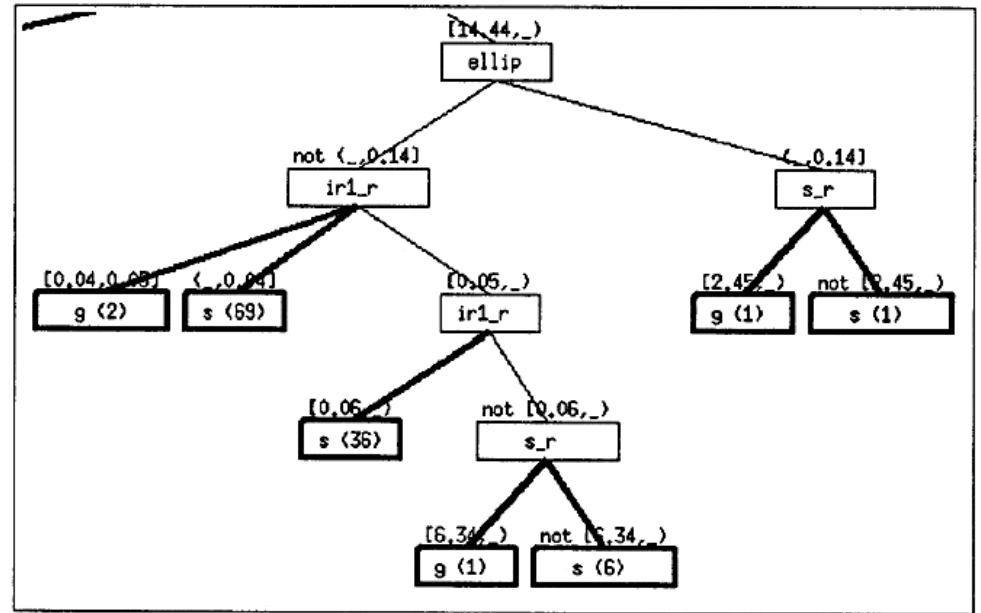 [14.44,_)
ellip
not (_,0.14]
(_,0.14]
ir1_r
s_r
[0.04,0.05]
(_,0.04]
[0.05,_)
[2.45,_)
not [2.45,_)
g (2)
s (69)
ir1_r
g (1)
s (1)
[0.06,_)
not [0.06,_)
s (36)
s_r
[6.34,_)
not [6.34,_)
g (1)
s (6)